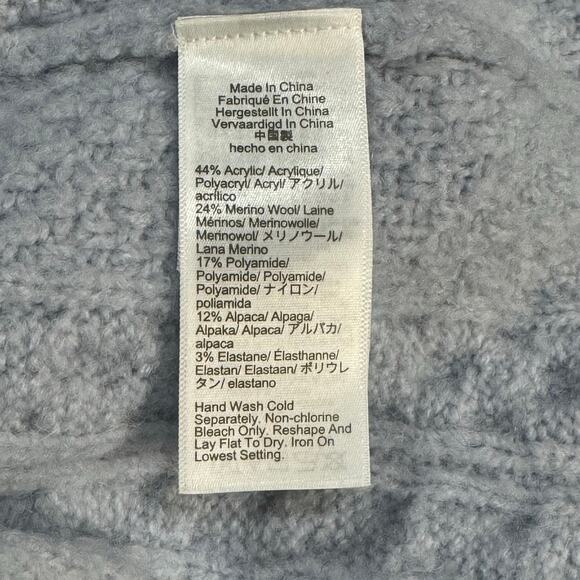 Made In China
Fabriqué En Chine
Hergestellt In China
Vervaardigd In China
中国製
hecho en china
44% Acrylic/ Acrylique/
Polyacryl/ Acryl/ アクリル/
acrílico
24% Merino Wool/ Laine
Mérinos/ Merinowolle/
Merinowol/ メリノウール/
Lana Merino
17% Polyamide/
Polyamide/ Polyamide/
Polyamide/ ナイロン/
poliamida
12% Alpaca/ Alpaga/
Alpaka/ Alpaca/ アルパカ/
alpaca
3% Elastane/ Élasthanne/
Elastan/ Elastaan/ ポリウレ
タン/ elastano
Hand Wash Cold
Separately. Non-chlorine
Bleach Only. Reshape And
Lay Flat To Dry. Iron On
Lowest Setting.